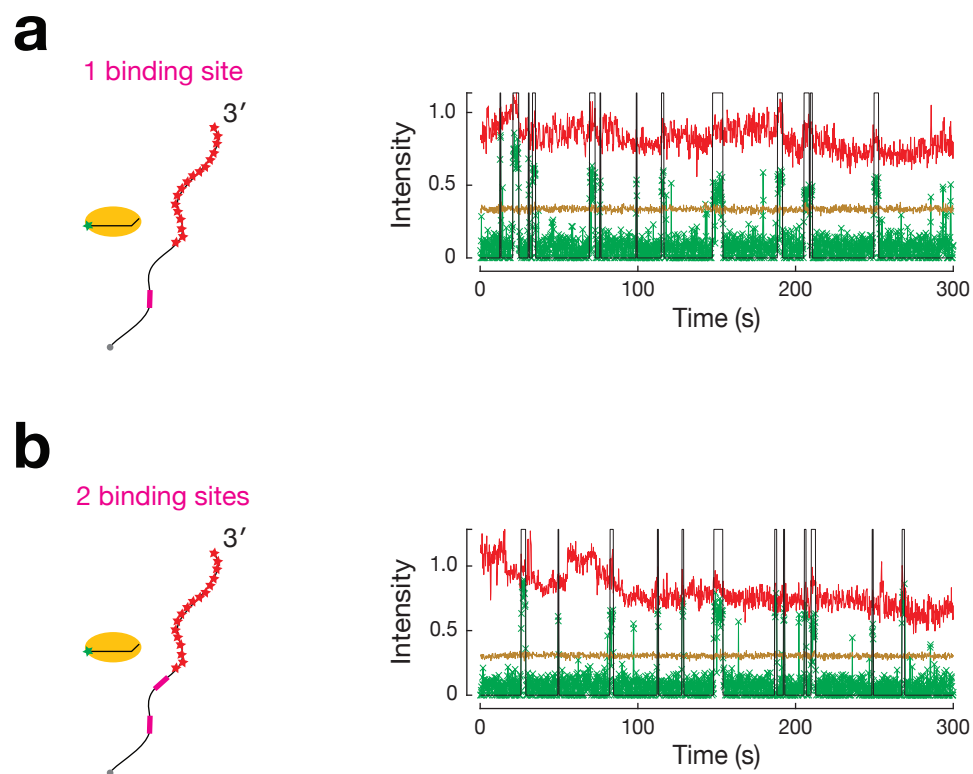 a
1 binding site
3′
Intensity
1.0
0.5
0
0 100 200 300
Time (s)
b
2 binding sites
3′
Intensity
1.0
0.5
0
0 100 200 300
Time (s)